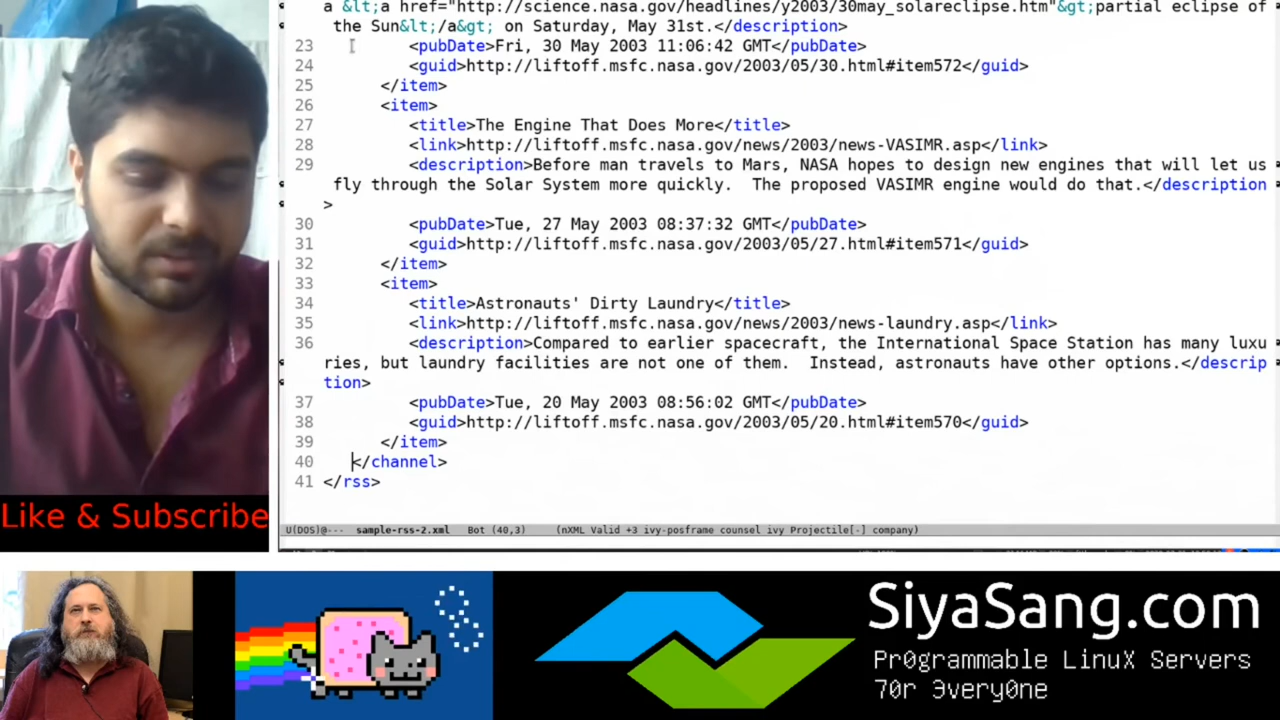 a &lt;a href="http://science.nasa.gov/headlines/y2003/30may_solareclipse.htm"&gt;partial eclipse of
the Sun&lt;/a&gt; on Saturday, May 31st.</description>
23 <pubDate>Fri, 30 May 2003 11:06:42 GMT</pubDate>
24 <guid>http://liftoff.msfc.nasa.gov/2003/05/30.html#item572</guid>
25 </item>
26 <item>
27 <title>The Engine That Does More</title>
28 <link>http://liftoff.msfc.nasa.gov/news/2003/news-VASIMR.asp</link>
29 <description>Before man travels to Mars, NASA hopes to design new engines that will let us
fly through the Solar System more quickly.  The proposed VASIMR engine would do that.</description
>
30 <pubDate>Tue, 27 May 2003 08:37:32 GMT</pubDate>
31 <guid>http://liftoff.msfc.nasa.gov/2003/05/27.html#item571</guid>
32 </item>
33 <item>
34 <title>Astronauts' Dirty Laundry</title>
35 <link>http://liftoff.msfc.nasa.gov/news/2003/news-laundry.asp</link>
36 <description>Compared to earlier spacecraft, the International Space Station has many luxu
ries, but laundry facilities are not one of them.  Instead, astronauts have other options.</descrip
tion>
37 <pubDate>Tue, 20 May 2003 08:56:02 GMT</pubDate>
38 <guid>http://liftoff.msfc.nasa.gov/2003/05/20.html#item570</guid>
39 </item>
40 </channel>
41 </rss>
U(DOS)@--- sample-rss-2.xml Bot (40,3) (nXML Valid +3 ivy-posframe counsel ivy Projectile[-] company)
Like & Subscribe
SiyaSang.com
Pr0grammable LinuX Servers
70r Эvery0ne